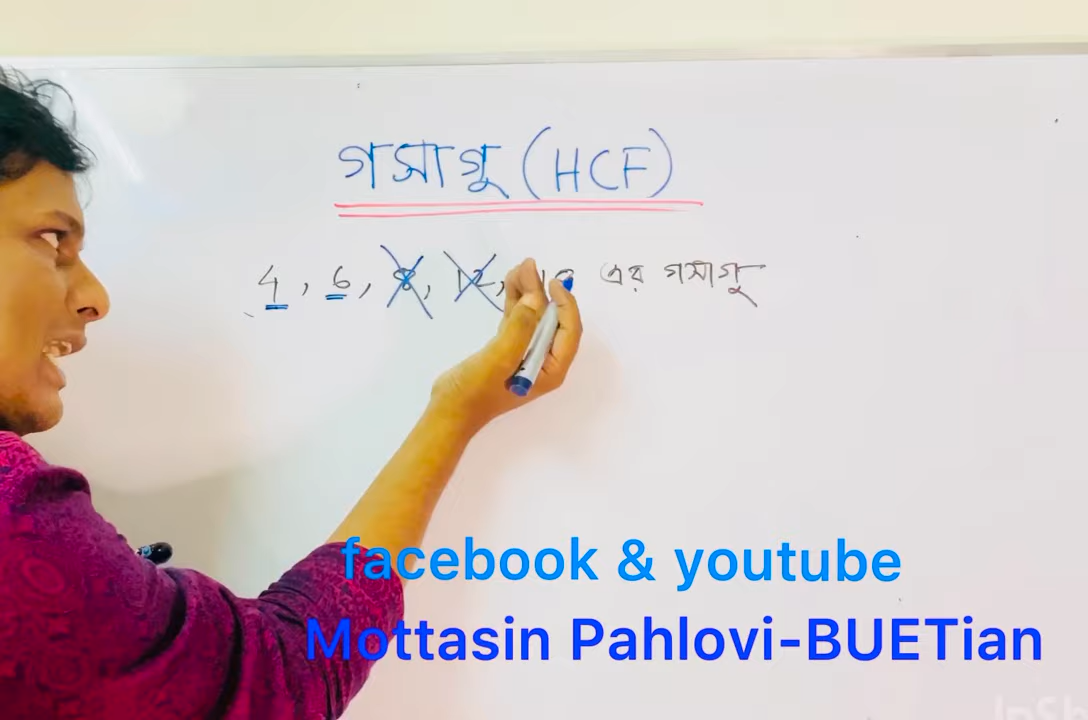 গসাগু (HCF)
4, 6, 8, 12, এর গসাগু
facebook & youtube
Mottasin Pahlovi-BUETian